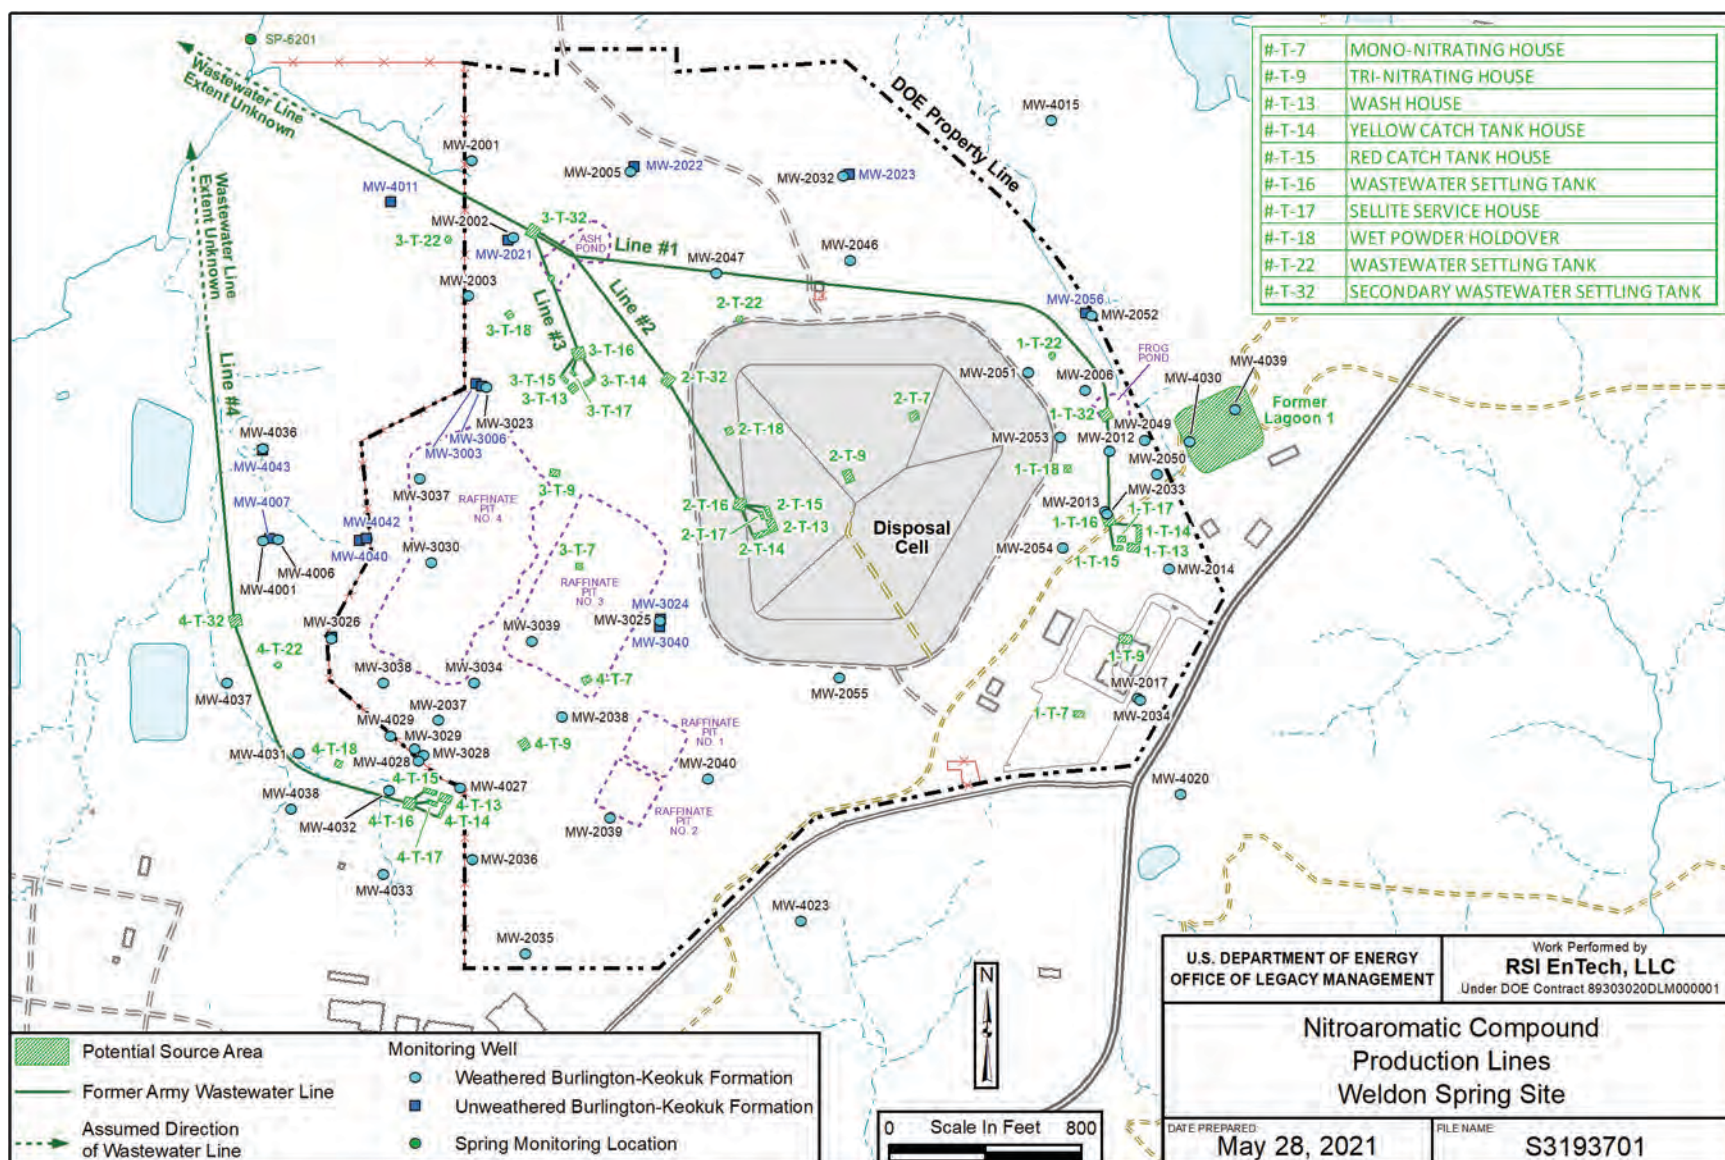 SP-6201
Wastewater Line
Extent Unknown
Wastewater Line
Extent Unknown
DOE Property Line
MW-4015
#-T-7 MONO-NITRATING HOUSE
#-T-9 TRI-NITRATING HOUSE
#-T-13 WASH HOUSE
#-T-14 YELLOW CATCH TANK HOUSE
#-T-15 RED CATCH TANK HOUSE
#-T-16 WASTEWATER SETTLING TANK
#-T-17 SELLITE SERVICE HOUSE
#-T-18 WET POWDER HOLDOVER
#-T-22 WASTEWATER SETTLING TANK
#-T-32 SECONDARY WASTEWATER SETTLING TANK
MW-2001
MW-2005
MW-2022
MW-2032
MW-2023
MW-4011
MW-2002
3-T-32
3-T-22
MW-2021
ASH
POND
Line #1
MW-2047
MW-2046
MW-2003
Line #2
Line #3
3-T-18
2-T-22
MW-2056
MW-2052
Line #4
3-T-16
1-T-22
FROG
POND
MW-4039
3-T-15
3-T-14
2-T-32
MW-2051
MW-2006
MW-4030
3-T-13
3-T-17
2-T-7
1-T-32
Former
Lagoon 1
MW-3023
MW-3006
MW-3003
MW-4036
MW-4043
2-T-18
MW-2053
MW-2012
MW-2049
MW-2050
1-T-18
MW-3037
3-T-9
2-T-9
MW-2033
RAFFINATE
PIT
NO. 4
MW-4007
MW-4042
MW-4040
2-T-16
2-T-15
2-T-13
2-T-17
2-T-14
Disposal
Cell
MW-2013
1-T-17
1-T-16
1-T-14
1-T-13
1-T-15
MW-2054
MW-2014
MW-3030
3-T-7
MW-4006
MW-4001
RAFFINATE
PIT
NO. 3
4-T-32
MW-3026
MW-3024
MW-3025
MW-3040
MW-3039
4-T-22
1-T-9
MW-3038
MW-3034
4-T-7
MW-2055
MW-4037
MW-2017
MW-2034
1-T-7
MW-2037
MW-2038
MW-4029
MW-3029
MW-3028
MW-4028
4-T-9
RAFFINATE
PIT
NO. 1
MW-4031
4-T-18
4-T-15
MW-4027
MW-2040
MW-4020
MW-4038
4-T-13
4-T-14
4-T-16
MW-4032
4-T-17
MW-2039
RAFFINATE
PIT
NO. 2
MW-2036
MW-4033
MW-4023
MW-2035
N
U.S. DEPARTMENT OF ENERGY
OFFICE OF LEGACY MANAGEMENT
Work Performed by
RSI EnTech, LLC
Under DOE Contract 89303020DLM000001
Nitroaromatic Compound
Production Lines
Weldon Spring Site
DATE PREPARED:
May 28, 2021
FILE NAME:
S3193701
Potential Source Area
Former Army Wastewater Line
Assumed Direction
of Wastewater Line
Monitoring Well
Weathered Burlington-Keokuk Formation
Unweathered Burlington-Keokuk Formation
Spring Monitoring Location
0 Scale In Feet 800